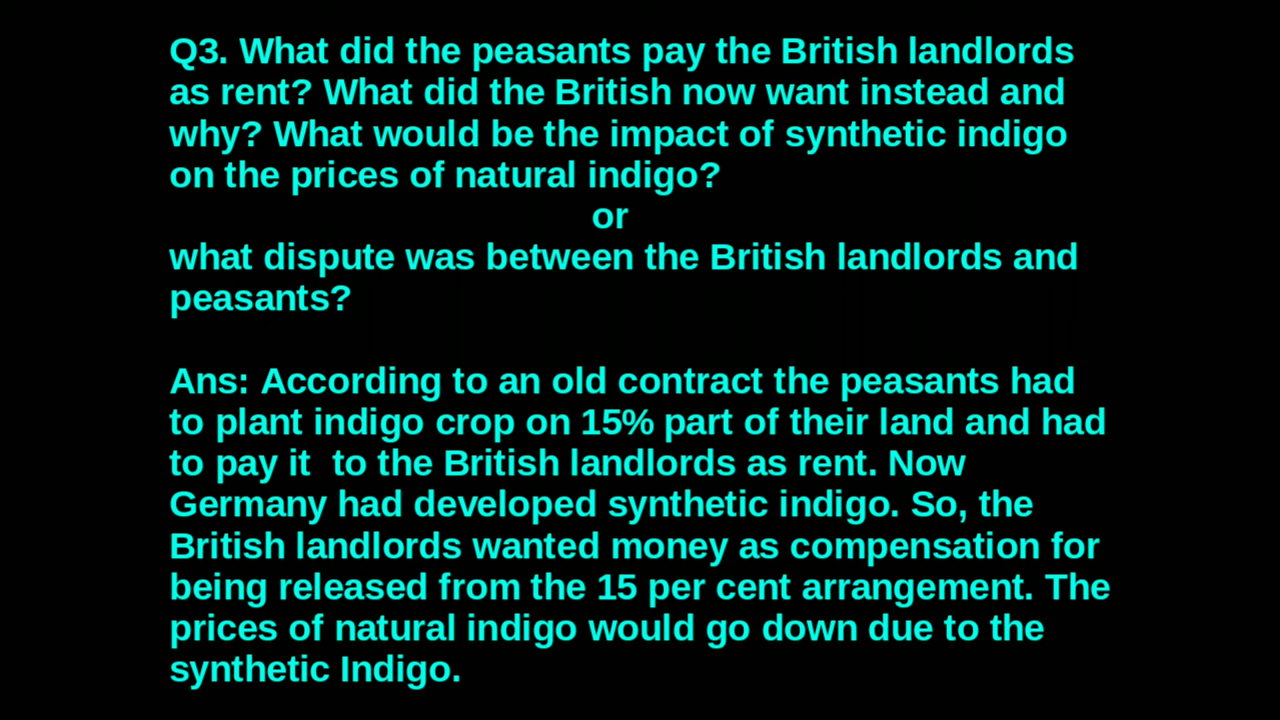 Q3. What did the peasants pay the British landlords
as rent? What did the British now want instead and
why? What would be the impact of synthetic indigo
on the prices of natural indigo?
or
what dispute was between the British landlords and
peasants?
Ans: According to an old contract the peasants had
to plant indigo crop on 15% part of their land and had
to pay it  to the British landlords as rent. Now
Germany had developed synthetic indigo. So, the
British landlords wanted money as compensation for
being released from the 15 per cent arrangement. The
prices of natural indigo would go down due to the
synthetic Indigo.